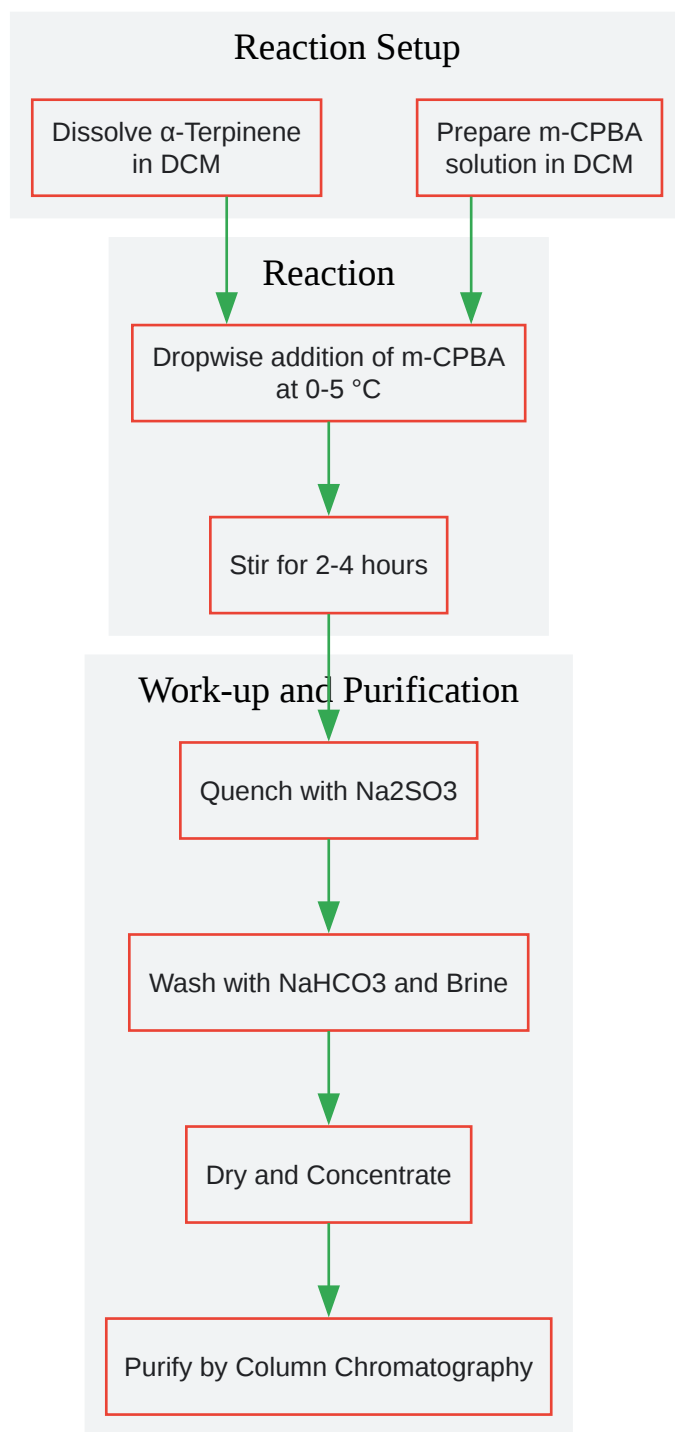 Reaction Setup
Dissolve α-Terpinene
in DCM
Prepare m-CPBA
solution in DCM
Reaction
Dropwise addition of m-CPBA
at 0-5 °C
Stir for 2-4 hours
Work-up and Purification
Quench with Na2SO3
Wash with NaHCO3 and Brine
Dry and Concentrate
Purify by Column Chromatography